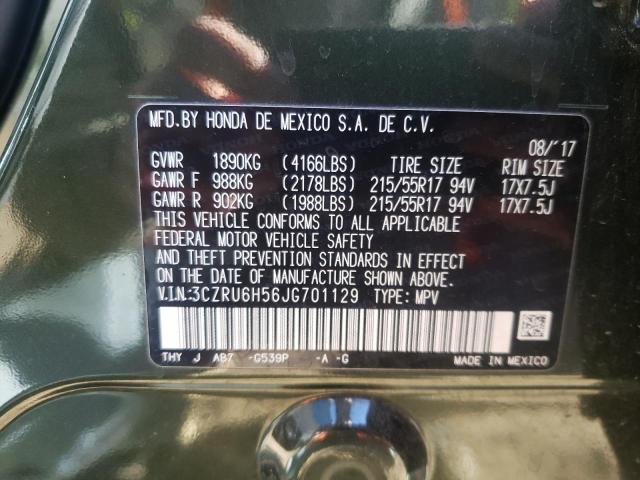 MFD.BY HONDA DE MEXICO S.A. DE C.V.
08/'17
GVWR 1890KG (4166LBS) TIRE SIZE RIM SIZE
GAWR F 988KG (2178LBS) 215/55R17 94V 17X7.5J
GAWR R 902KG (1988LBS) 215/55R17 94V 17X7.5J
THIS VEHICLE CONFORMS TO ALL APPLICABLE
FEDERAL MOTOR VEHICLE SAFETY
AND THEFT PREVENTION STANDARDS IN EFFECT
ON THE DATE OF MANUFACTURE SHOWN ABOVE.
V.I.N:3CZRU6H56JG701129 TYPE: MPV
THY J AB7 -G539P -A -G MADE IN MEXICO